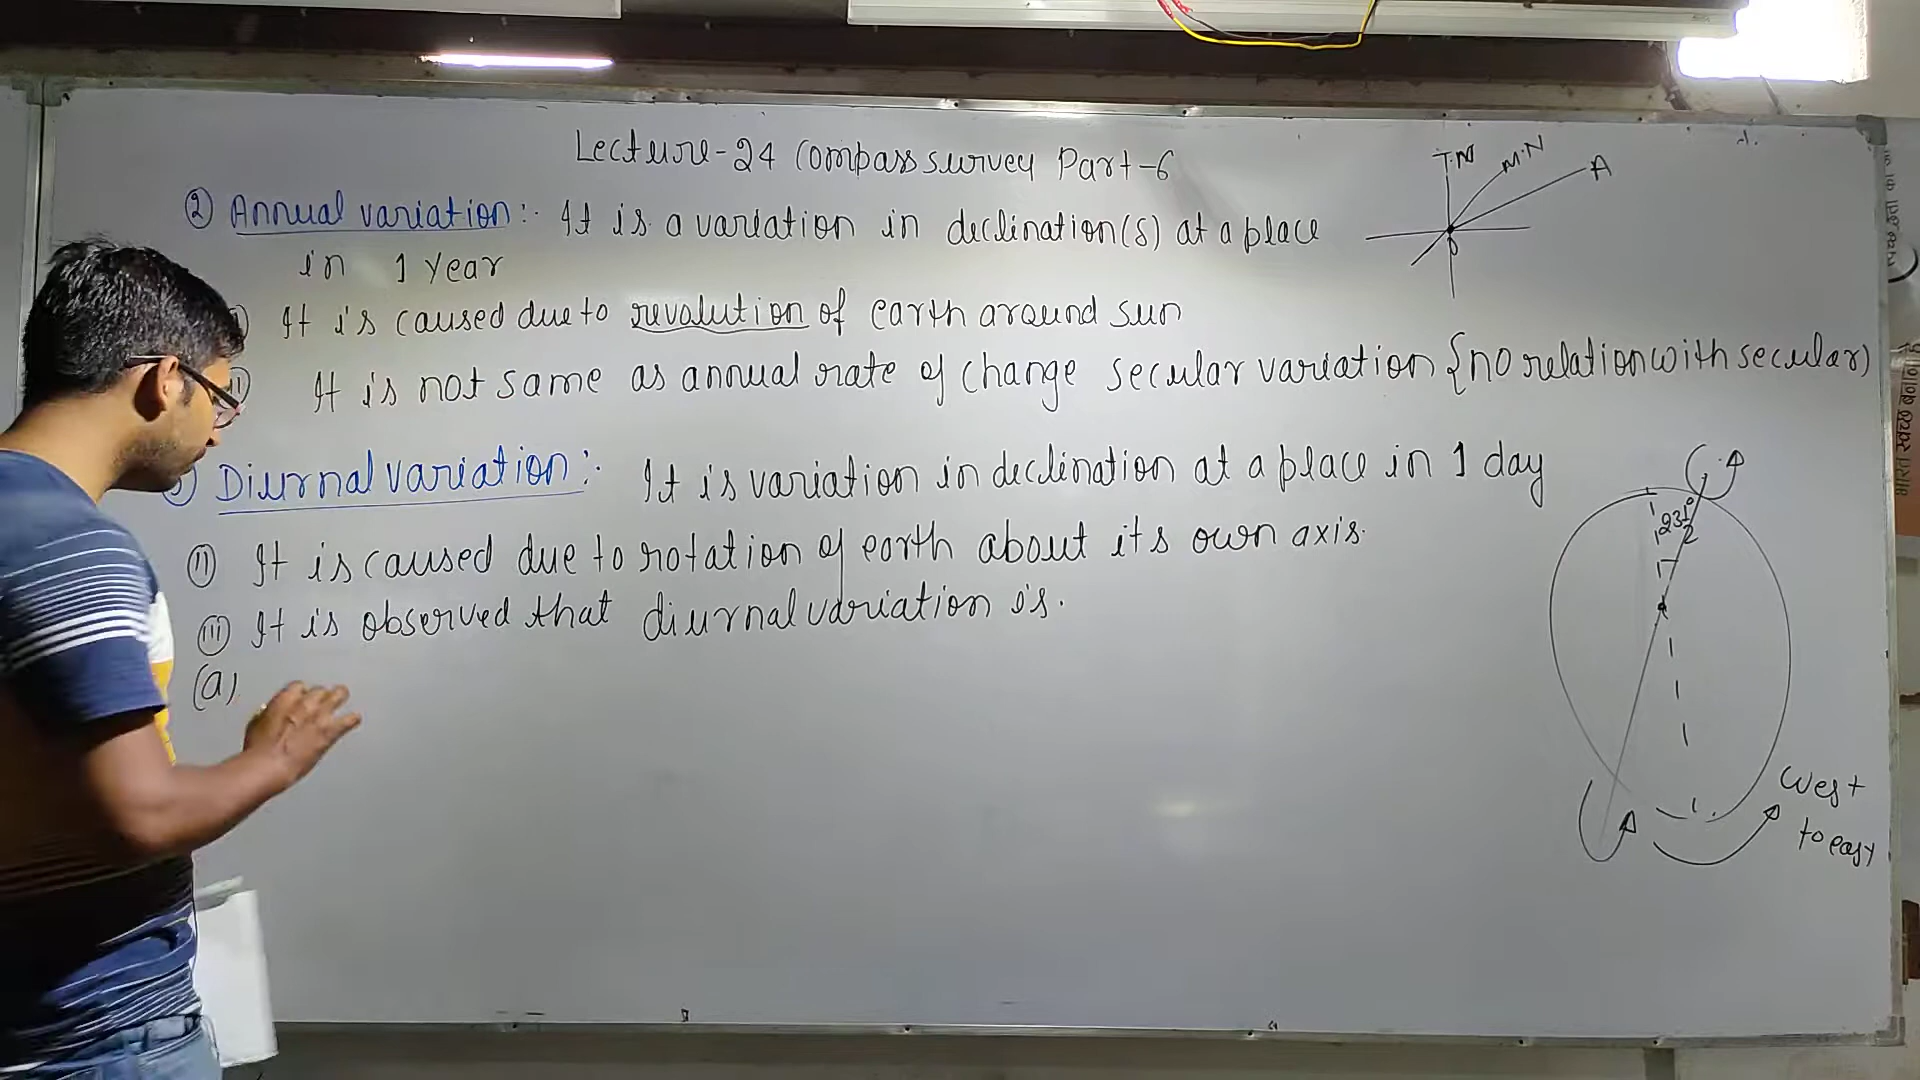 Lecture-24 Compass survey Part-6
② Annual variation:- It is a variation in declination(s) at a place
in 1 Year
It is caused due to revolution of earth around sun
It is not same as annual rate of change secular variation {no relation with secular)
Diurnal variation:- It is variation in declination at a place in 1 day
(ii) It is caused due to rotation of earth about its own axis.
(iii) It is observed that diurnal variation is.
(a)
T.N
M.N
A
23½°
West
to easy